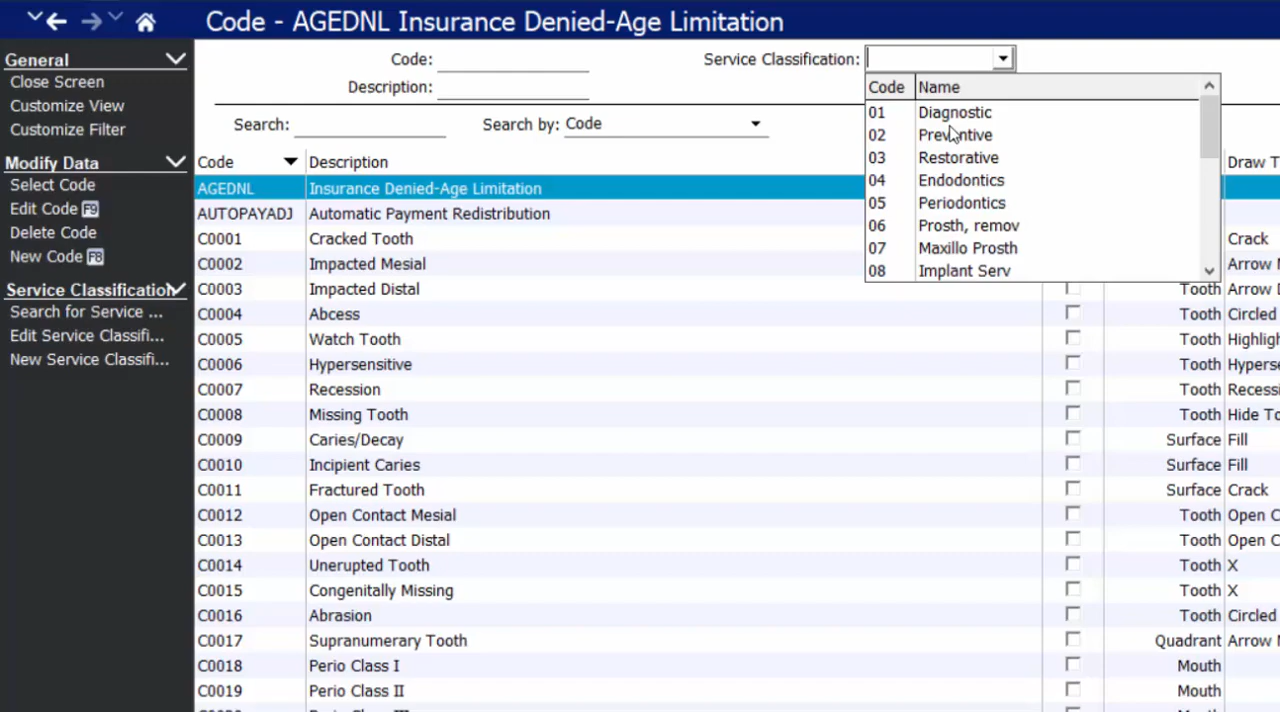 Code - AGEDNL Insurance Denied-Age Limitation
General
Close Screen
Customize View
Customize Filter
Modify Data
Select Code
Edit Code F9
Delete Code
New Code F8
Service Classification
Search for Service ...
Edit Service Classifi...
New Service Classifi...
Code:
Service Classification:
Description:
Search:
Search by: Code
Code Name
01 Diagnostic
02 Preventive
03 Restorative
04 Endodontics
05 Periodontics
06 Prosth, remov
07 Maxillo Prosth
08 Implant Serv
Code Description Draw T
AGEDNL Insurance Denied-Age Limitation
AUTOPAYADJ Automatic Payment Redistribution
C0001 Cracked Tooth Crack
C0002 Impacted Mesial Arrow M
C0003 Impacted Distal Tooth Arrow D
C0004 Abcess Tooth Circled
C0005 Watch Tooth Tooth Highligh
C0006 Hypersensitive Tooth Hyperse
C0007 Recession Tooth Recessi
C0008 Missing Tooth Tooth Hide To
C0009 Caries/Decay Surface Fill
C0010 Incipient Caries Surface Fill
C0011 Fractured Tooth Surface Crack
C0012 Open Contact Mesial Tooth Open C
C0013 Open Contact Distal Tooth Open C
C0014 Unerupted Tooth Tooth X
C0015 Congenitally Missing Tooth X
C0016 Abrasion Tooth Circled
C0017 Supranumerary Tooth Quadrant Arrow M
C0018 Perio Class I Mouth
C0019 Perio Class II Mouth